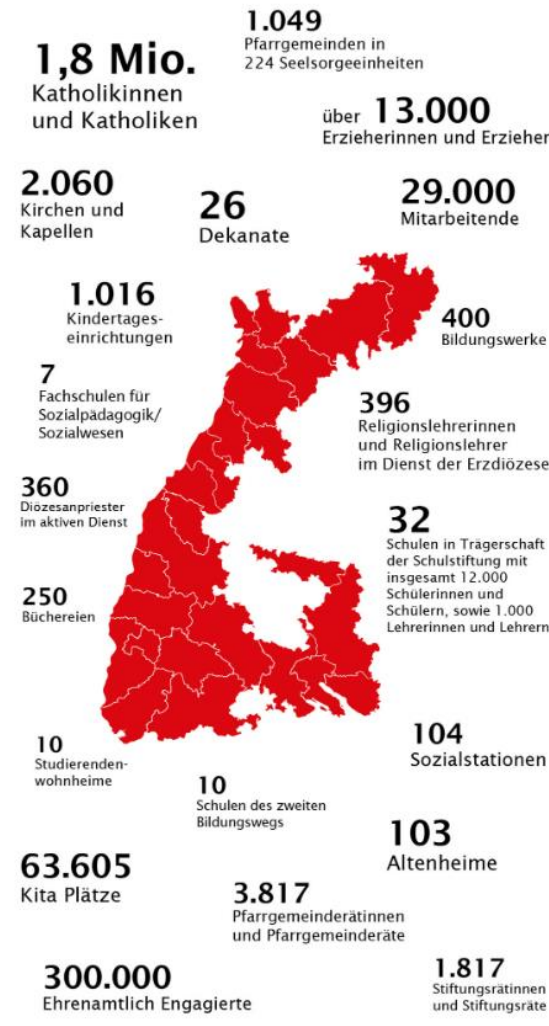 1.049
Pfarrgemeinden in
224 Seelsorgeeinheiten
1,8 Mio.
Katholikinnen
und Katholiken
über 13.000
Erzieherinnen und Erzieher
2.060
Kirchen und
Kapellen
26
Dekanate
29.000
Mitarbeitende
1.016
Kindertages-
einrichtungen
400
Bildungswerke
7
Fachschulen für
Sozialpädagogik/
Sozialwesen
396
Religionslehrerinnen
und Religionslehrer
im Dienst der Erzdiözese
360
Diözesanpriester
im aktiven Dienst
32
Schulen in Trägerschaft
der Schulstiftung mit
insgesamt 12.000
Schülerinnen und
Schülern, sowie 1.000
Lehrerinnen und Lehrern
250
Büchereien
10
Studierenden-
wohnheime
104
Sozialstationen
10
Schulen des zweiten
Bildungswegs
103
Altenheime
63.605
Kita Plätze
3.817
Pfarrgemeinderätinnen
und Pfarrgemeinderäte
300.000
Ehrenamtlich Engagierte
1.817
Stiftungsrätinnen
und Stiftungsräte